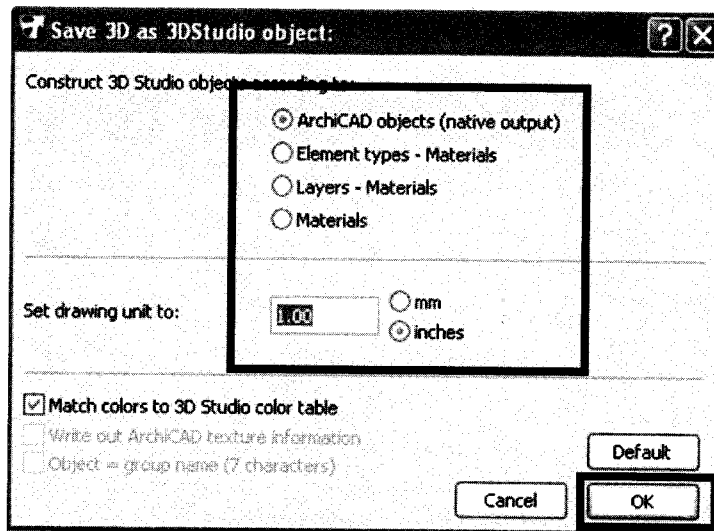 Save 3D as 3DStudio object:
Construct 3D Studio objects according to:
ArchiCAD objects (native output)
Element types - Materials
Layers - Materials
Materials
Set drawing unit to:
1.00
mm
inches
Match colors to 3D Studio color table
Write out ArchiCAD texture information
Object = group name (7 characters)
Default
Cancel
OK